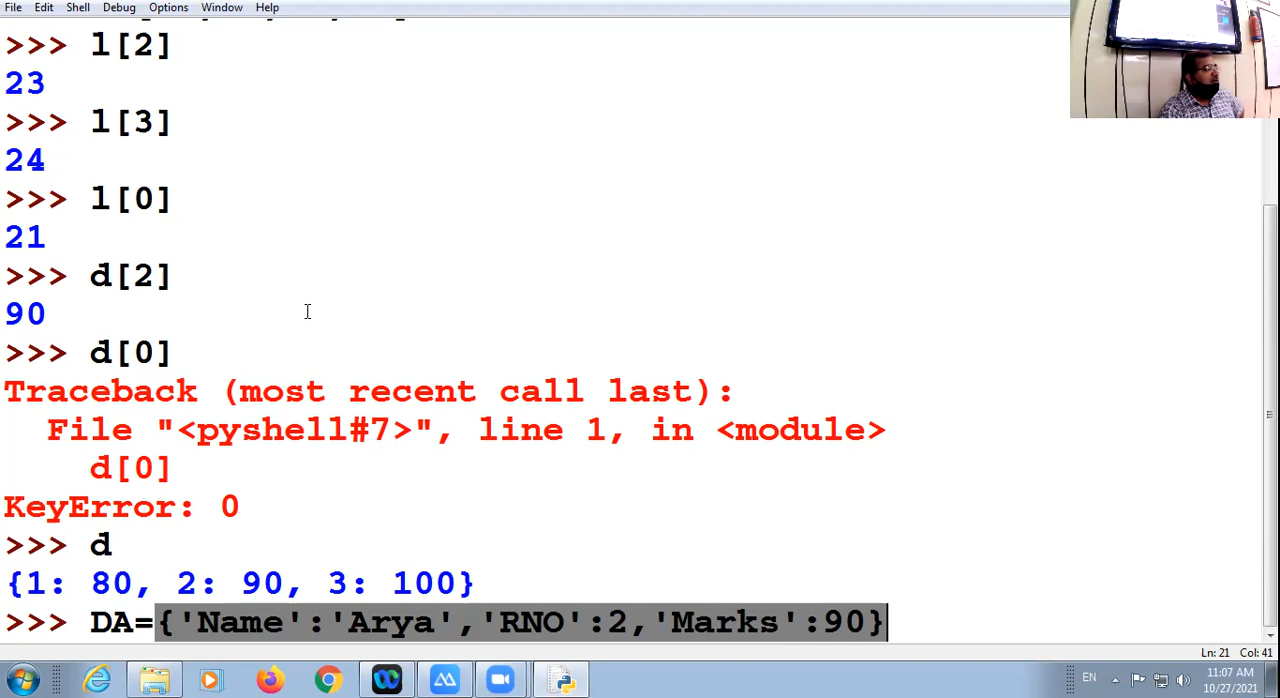 File Edit Shell Debug Options Window Help
>>> l[2]
23
>>> l[3]
24
>>> l[0]
21
>>> d[2]
90
>>> d[0]
Traceback (most recent call last):
  File "<pyshell#7>", line 1, in <module>
    d[0]
KeyError: 0
>>> d
{1: 80, 2: 90, 3: 100}
>>> DA={'Name':'Arya','RNO':2,'Marks':90}
Ln: 21 Col: 41
EN
11:07 AM
10/27/2021